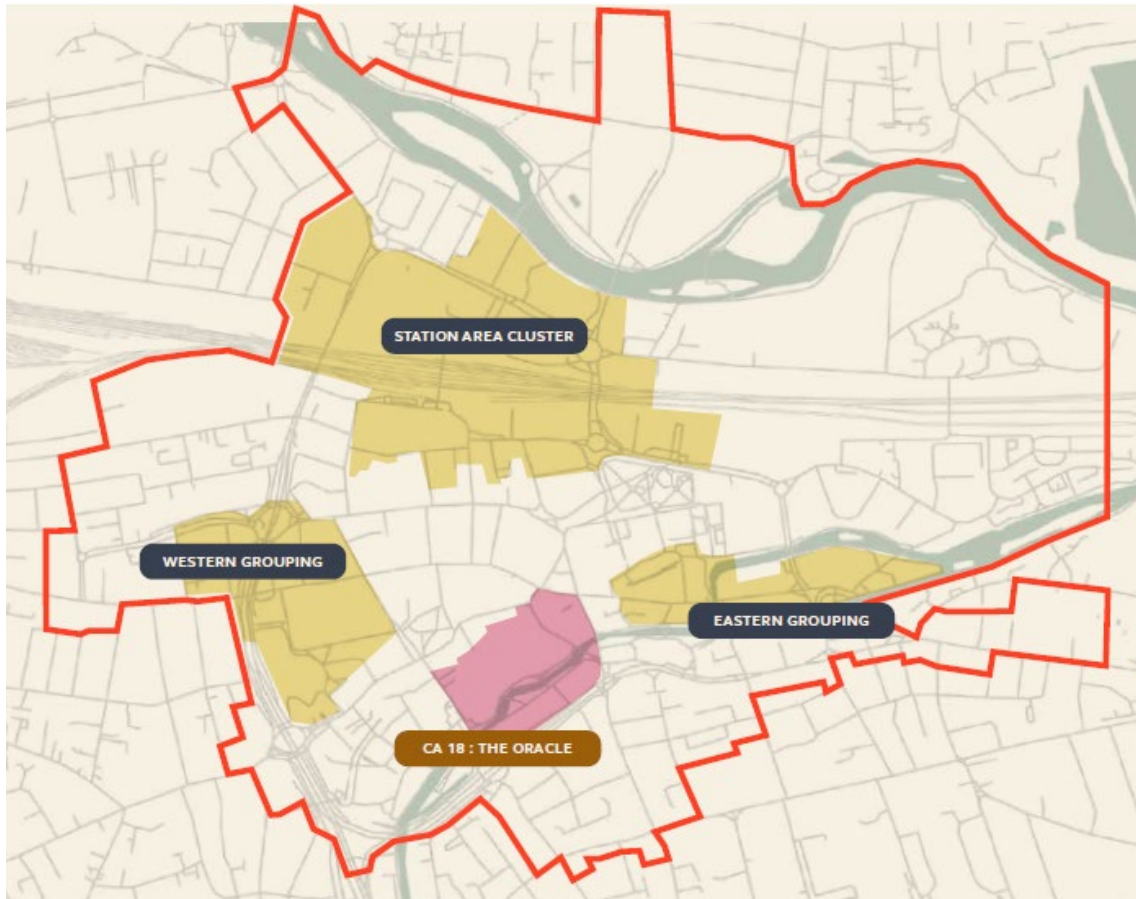 STATION AREA CLUSTER
WESTERN GROUPING
EASTERN GROUPING
CA 18 : THE ORACLE